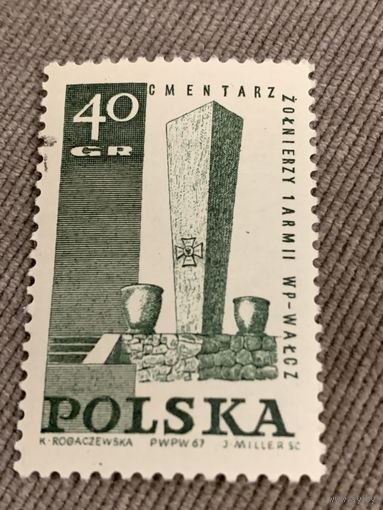 40
GR
CMENTARZ
ŻOŁNIERZY 1 ARMII WP-WAŁCZ
POLSKA
K. ROGACZEWSKA PWPW 67 J. MILLER SC